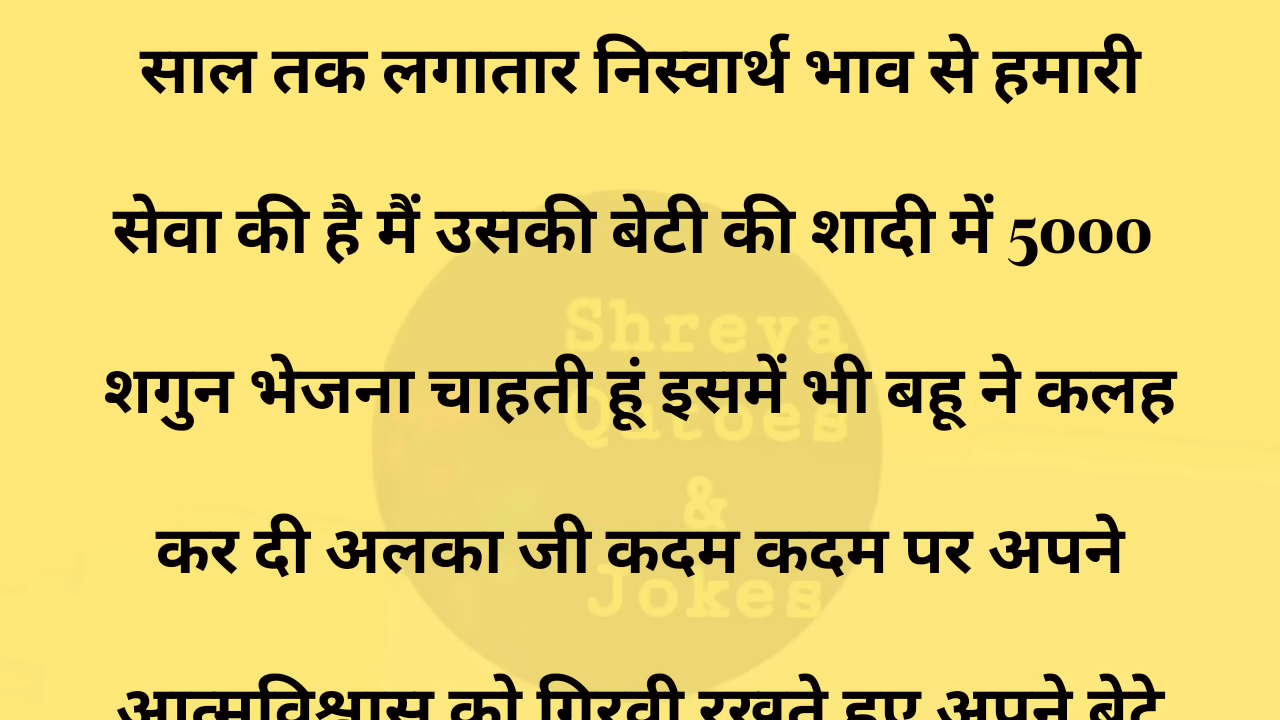 साल तक लगातार निस्वार्थ भाव से हमारी
सेवा की है मैं उसकी बेटी की शादी में 5000
शगुन भेजना चाहती हूं इसमें भी बहू ने कलह
कर दी अलका जी कदम कदम पर अपने
आत्मविश्वास को गिरवी रखते हुए अपने बेटे
Shreya
Qutoes
&
Jokes